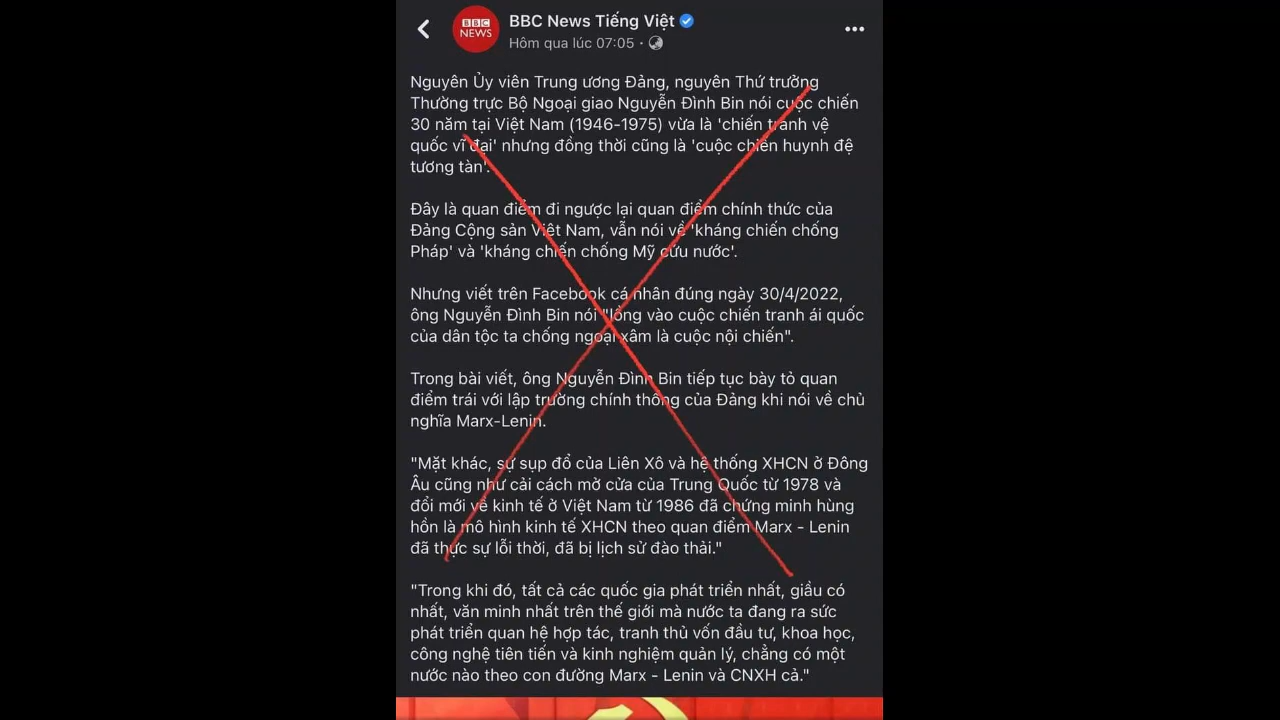 BBC NEWS
BBC News Tiếng Việt
Hôm qua lúc 07:05 ·
Nguyên Ủy viên Trung ương Đảng, nguyên Thứ trưởng
Thường trực Bộ Ngoại giao Nguyễn Đình Bin nói cuộc chiến
30 năm tại Việt Nam (1946-1975) vừa là 'chiến tranh vệ
quốc vĩ đại' nhưng đồng thời cũng là 'cuộc chiến huynh đệ
tương tàn'.
Đây là quan điểm đi ngược lại quan điểm chính thức của
Đảng Cộng sản Việt Nam, vẫn nói về 'kháng chiến chống
Pháp' và 'kháng chiến chống Mỹ cứu nước'.
Nhưng viết trên Facebook cá nhân đúng ngày 30/4/2022,
ông Nguyễn Đình Bin nói "lồng vào cuộc chiến tranh ái quốc
của dân tộc ta chống ngoại xâm là cuộc nội chiến".
Trong bài viết, ông Nguyễn Đình Bin tiếp tục bày tỏ quan
điểm trái với lập trường chính thống của Đảng khi nói về chủ
nghĩa Marx-Lenin.
"Mặt khác, sự sụp đổ của Liên Xô và hệ thống XHCN ở Đông
Âu cũng như cải cách mở cửa của Trung Quốc từ 1978 và
đổi mới về kinh tế ở Việt Nam từ 1986 đã chứng minh hùng
hồn là mô hình kinh tế XHCN theo quan điểm Marx - Lenin
đã thực sự lỗi thời, đã bị lịch sử đào thải."
"Trong khi đó, tất cả các quốc gia phát triển nhất, giầu có
nhất, văn minh nhất trên thế giới mà nước ta đang ra sức
phát triển quan hệ hợp tác, tranh thủ vốn đầu tư, khoa học,
công nghệ tiên tiến và kinh nghiệm quản lý, chẳng có một
nước nào theo con đường Marx - Lenin và CNXH cả."